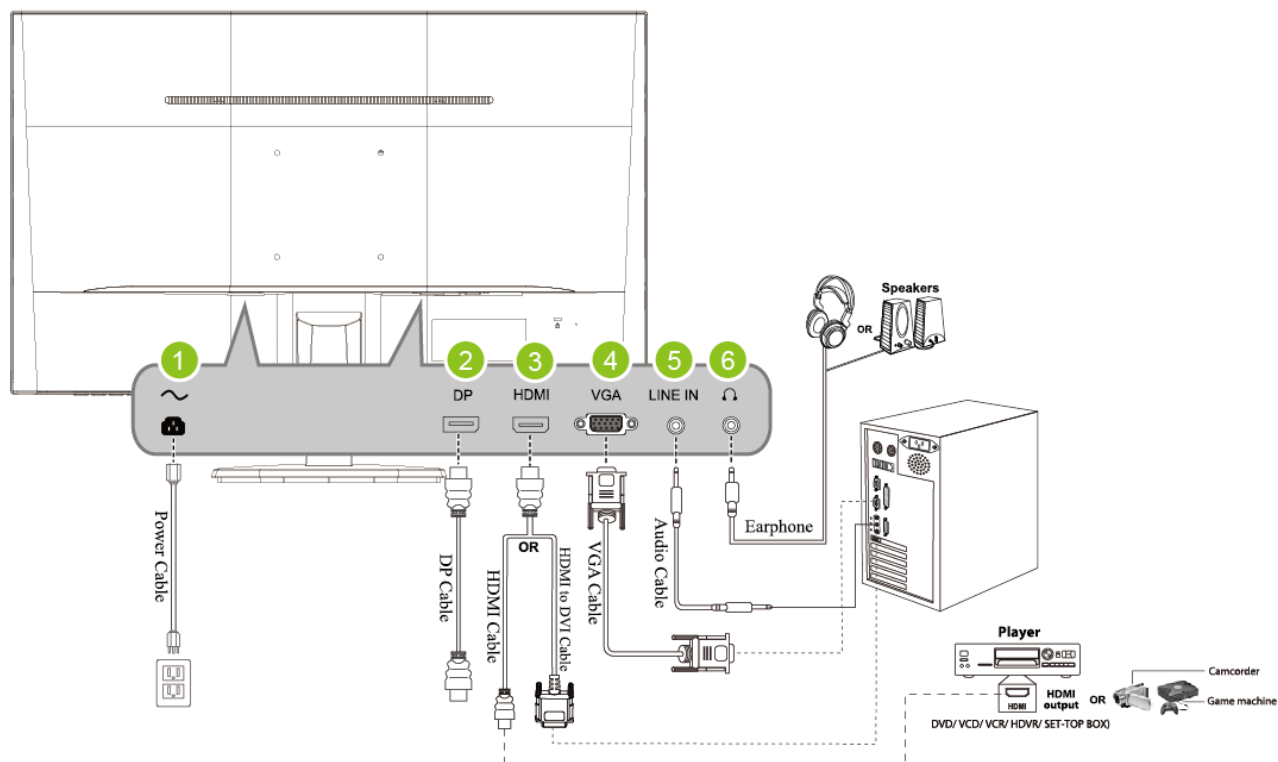 Speakers
OR
1
2
3
4
5
6
DP
HDMI
VGA
LINE IN
Power Cable
DP Cable
OR
HDMI Cable
HDMI to DVI Cable
VGA Cable
Audio Cable
Earphone
Player
HDMI
HDMI
output
OR
Camcorder
Game machine
DVD/ VCD/ VCR/ HDVR/ SET-TOP BOX)